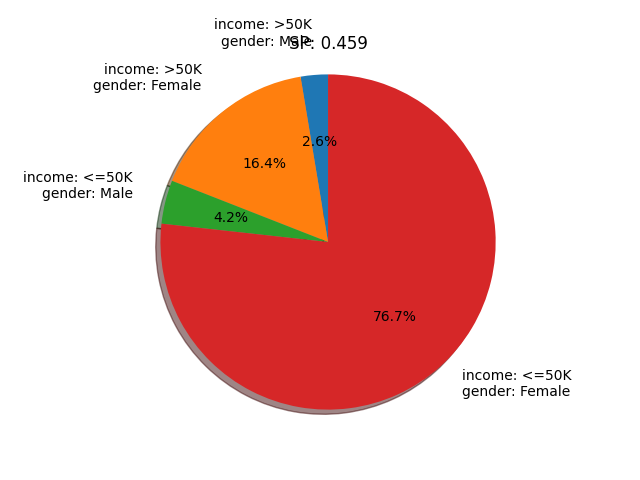 income: >50K
gender: Male
SP: 0.459
income: >50K
gender: Female
2.6%
16.4%
income: <=50K
gender: Male
4.2%
76.7%
income: <=50K
gender: Female